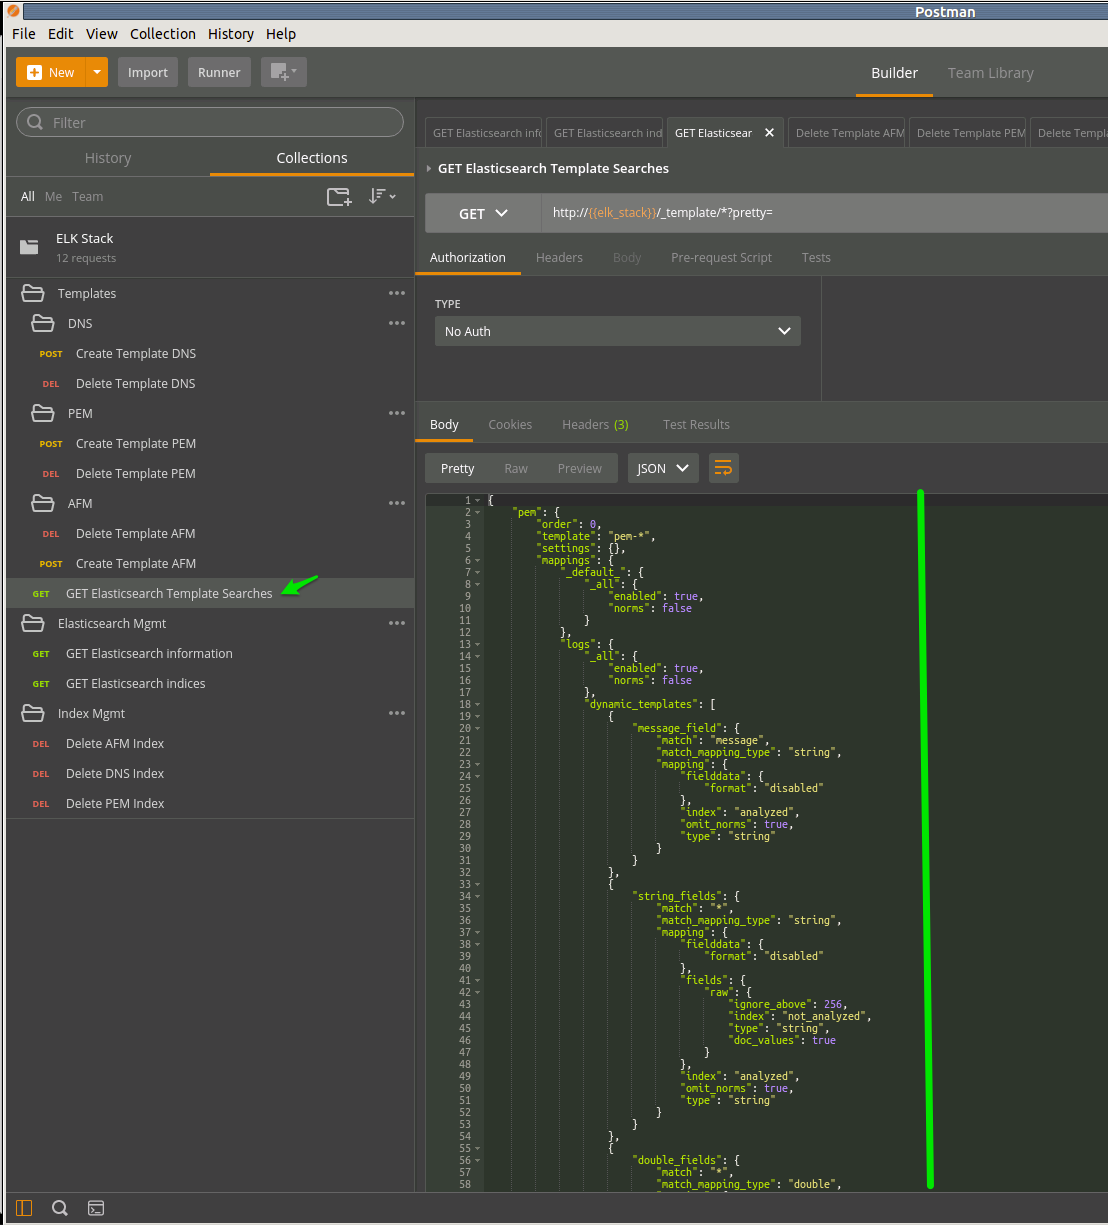 Postman
File Edit View Collection History Help
New Import Runner Builder Team Library
Filter
History Collections
All Me Team
ELK Stack
12 requests
Templates
DNS
POST Create Template DNS
DEL Delete Template DNS
PEM
POST Create Template PEM
DEL Delete Template PEM
AFM
DEL Delete Template AFM
POST Create Template AFM
GET GET Elasticsearch Template Searches
Elasticsearch Mgmt
GET GET Elasticsearch information
GET GET Elasticsearch indices
Index Mgmt
DEL Delete AFM Index
DEL Delete DNS Index
DEL Delete PEM Index
GET Elasticsearch inf GET Elasticsearch ind GET Elasticsear Delete Template AFM Delete Template PEM Delete Templ
GET Elasticsearch Template Searches
GET http://{{elk_stack}}/_template/*?pretty=
Authorization Headers Body Pre-request Script Tests
TYPE
No Auth
Body Cookies Headers (3) Test Results
Pretty Raw Preview JSON
1 {
2 "pem": {
3 "order": 0,
4 "template": "pem-*",
5 "settings": {},
6 "mappings": {
7 "_default_": {
8 "_all": {
9 "enabled": true,
10 "norms": false
11 }
12 },
13 "logs": {
14 "_all": {
15 "enabled": true,
16 "norms": false
17 },
18 "dynamic_templates": [
19 {
20 "message_field": {
21 "match": "message",
22 "match_mapping_type": "string",
23 "mapping": {
24 "fielddata": {
25 "format": "disabled"
26 },
27 "index": "analyzed",
28 "omit_norms": true,
29 "type": "string"
30 }
31 }
32 },
33 {
34 "string_fields": {
35 "match": "*",
36 "match_mapping_type": "string",
37 "mapping": {
38 "fielddata": {
39 "format": "disabled"
40 },
41 "fields": {
42 "raw": {
43 "ignore_above": 256,
44 "index": "not_analyzed",
45 "type": "string",
46 "doc_values": true
47 }
48 },
49 "index": "analyzed",
50 "omit_norms": true,
51 "type": "string"
52 }
53 }
54 },
55 {
56 "double_fields": {
57 "match": "*",
58 "match_mapping_type": "double",